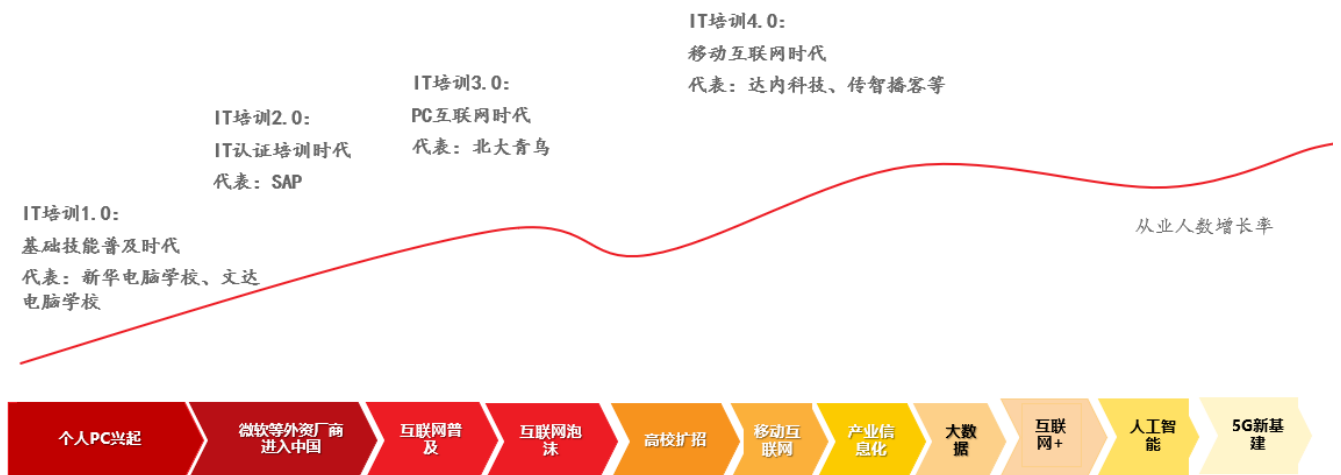 IT培训4.0:
移动互联网时代
代表：达内科技、传智播客等
IT培训3.0:
PC互联网时代
代表：北大青鸟
IT培训2.0:
IT认证培训时代
代表：SAP
IT培训1.0:
基础技能普及时代
代表：新华电脑学校、文达
电脑学校
从业人数增长率
个人PC兴起
微软等外资厂商
进入中国
互联网普
及
互联网泡
沫
高校扩招
移动互
联网
产业信
息化
大数
据
互联
网+
人工智
能
5G新基
建